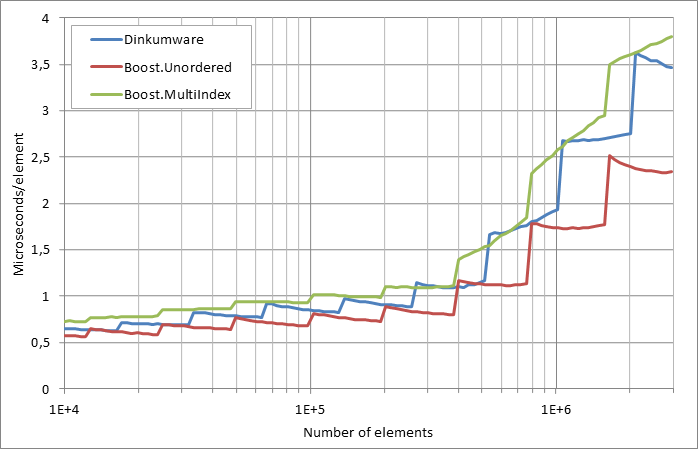 4
3,5
3
2,5
2
1,5
1
0,5
0
Microseconds/element
Dinkumware
Boost.Unordered
Boost.MultiIndex
1E+4
1E+5
1E+6
Number of elements